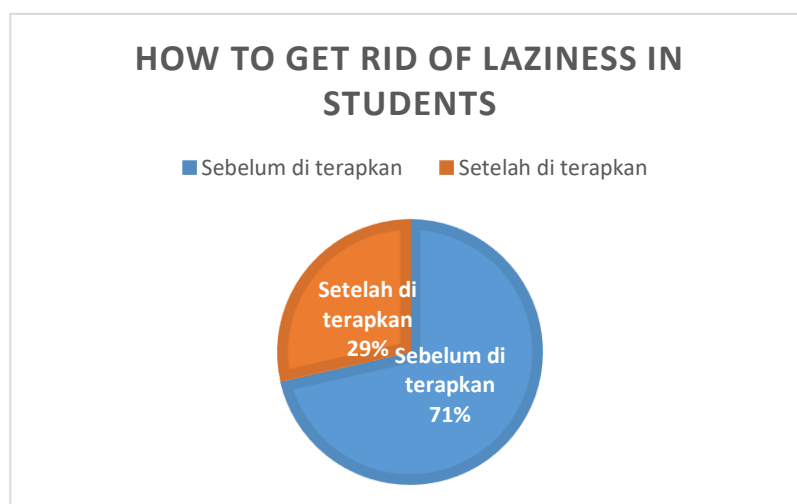 HOW TO GET RID OF LAZINESS IN
STUDENTS
Sebelum di terapkan
Setelah di terapkan
Setelah di
terapkan
29%
Sebelum di
terapkan
71%